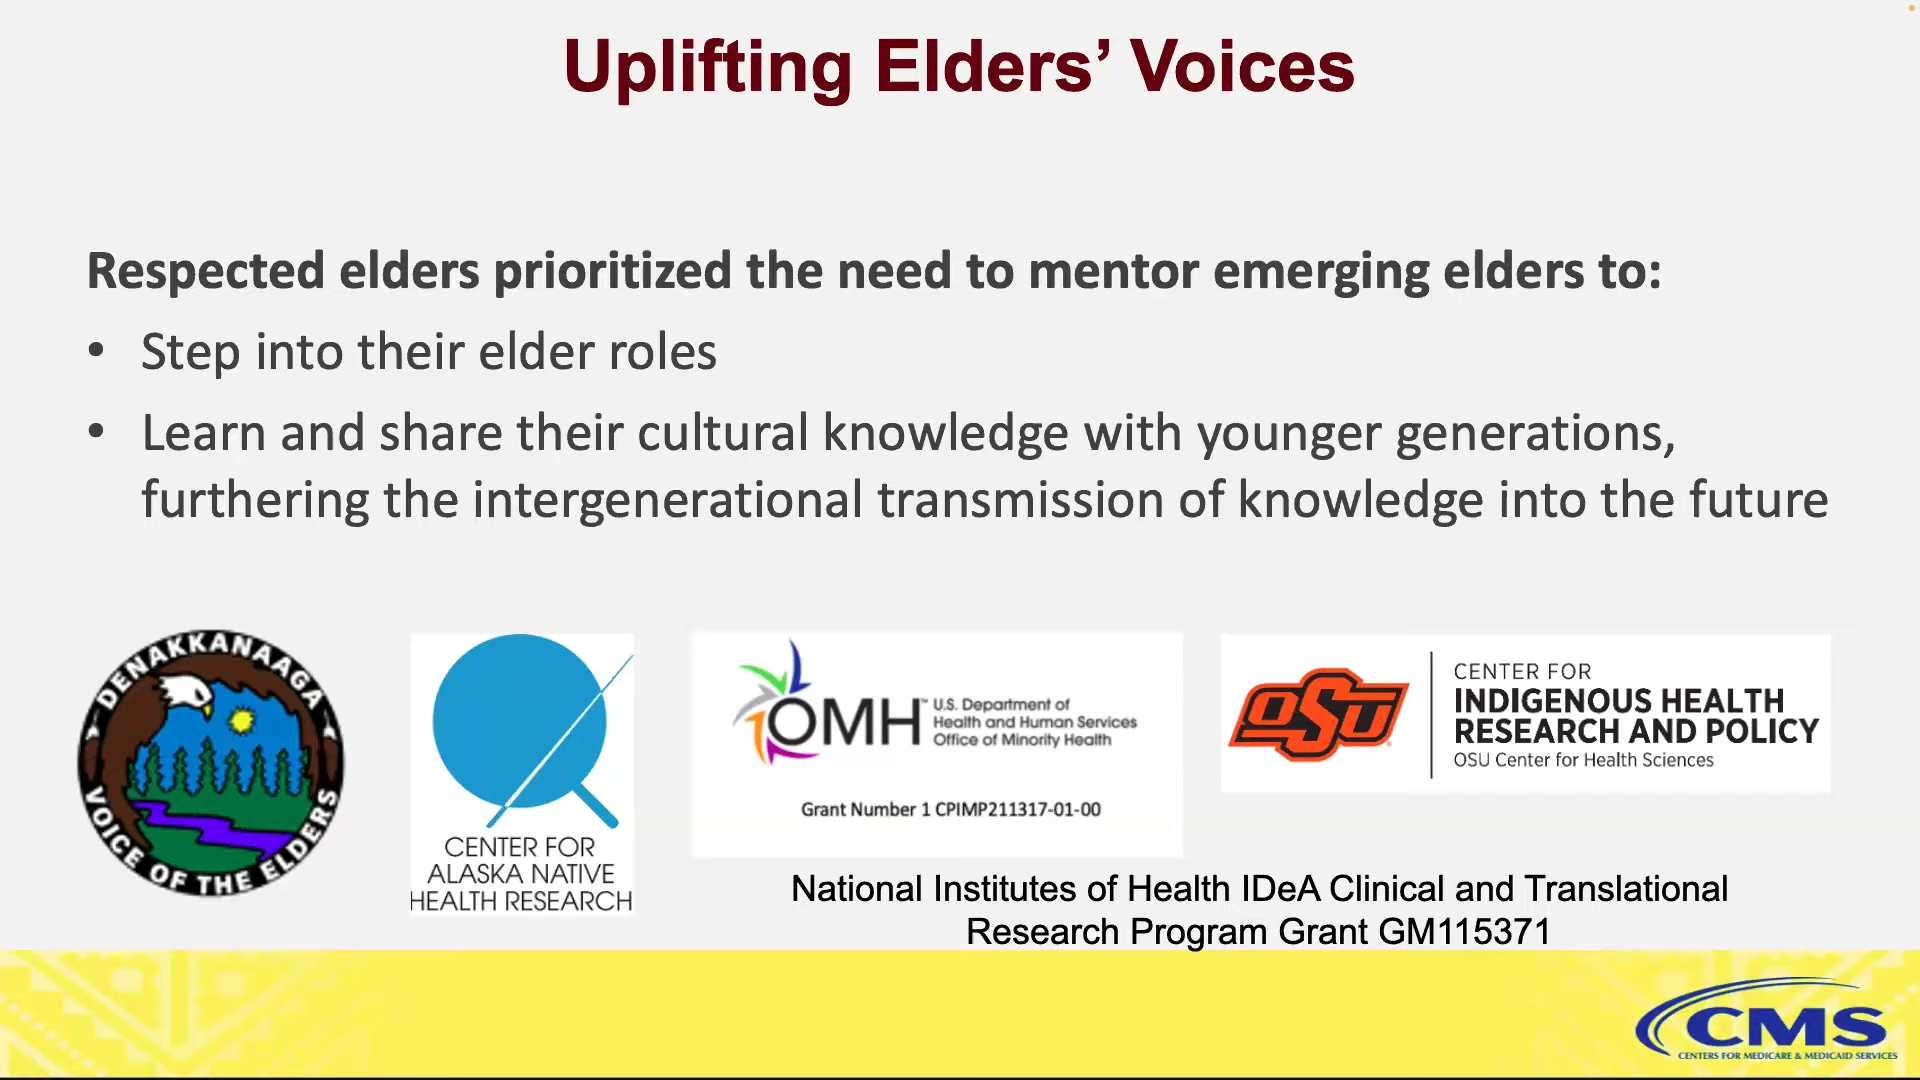 Uplifting Elders’ Voices
Respected elders prioritized the need to mentor emerging elders to:
• Step into their elder roles
• Learn and share their cultural knowledge with younger generations,
furthering the intergenerational transmission of knowledge into the future
DENAKKANAAGA
VOICE OF THE ELDERS
CENTER FOR
ALASKA NATIVE
HEALTH RESEARCH
OMH™
U.S. Department of
Health and Human Services
Office of Minority Health
Grant Number 1 CPIMP211317-01-00
OSU®
CENTER FOR
INDIGENOUS HEALTH
RESEARCH AND POLICY
OSU Center for Health Sciences
National Institutes of Health IDeA Clinical and Translational
Research Program Grant GM115371
CMS
CENTERS FOR MEDICARE & MEDICAID SERVICES